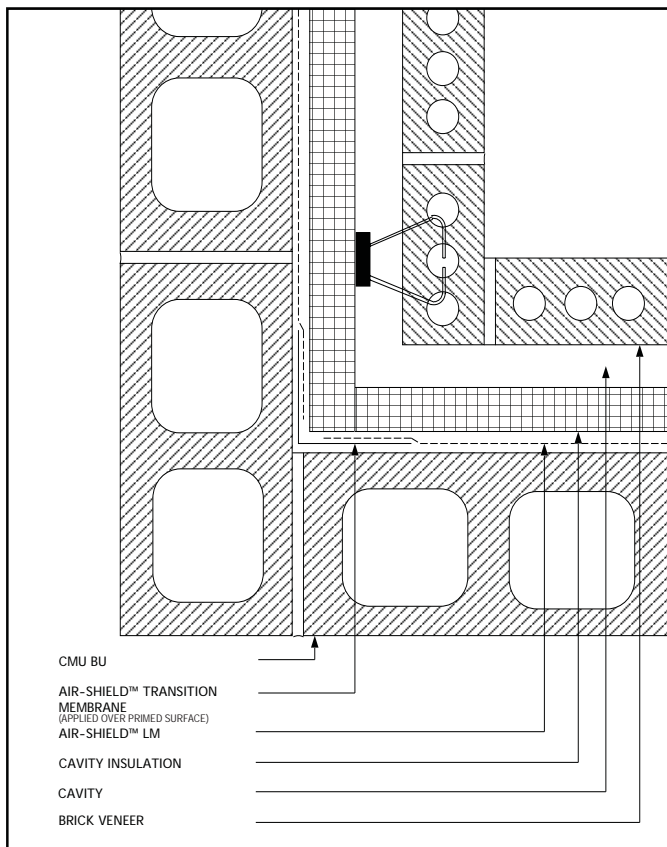 CMU BU
AIR-SHIELD™ TRANSITION
MEMBRANE
(APPLIED OVER PRIMED SURFACE)
AIR-SHIELD™ LM
CAVITY INSULATION
CAVITY
BRICK VENEER